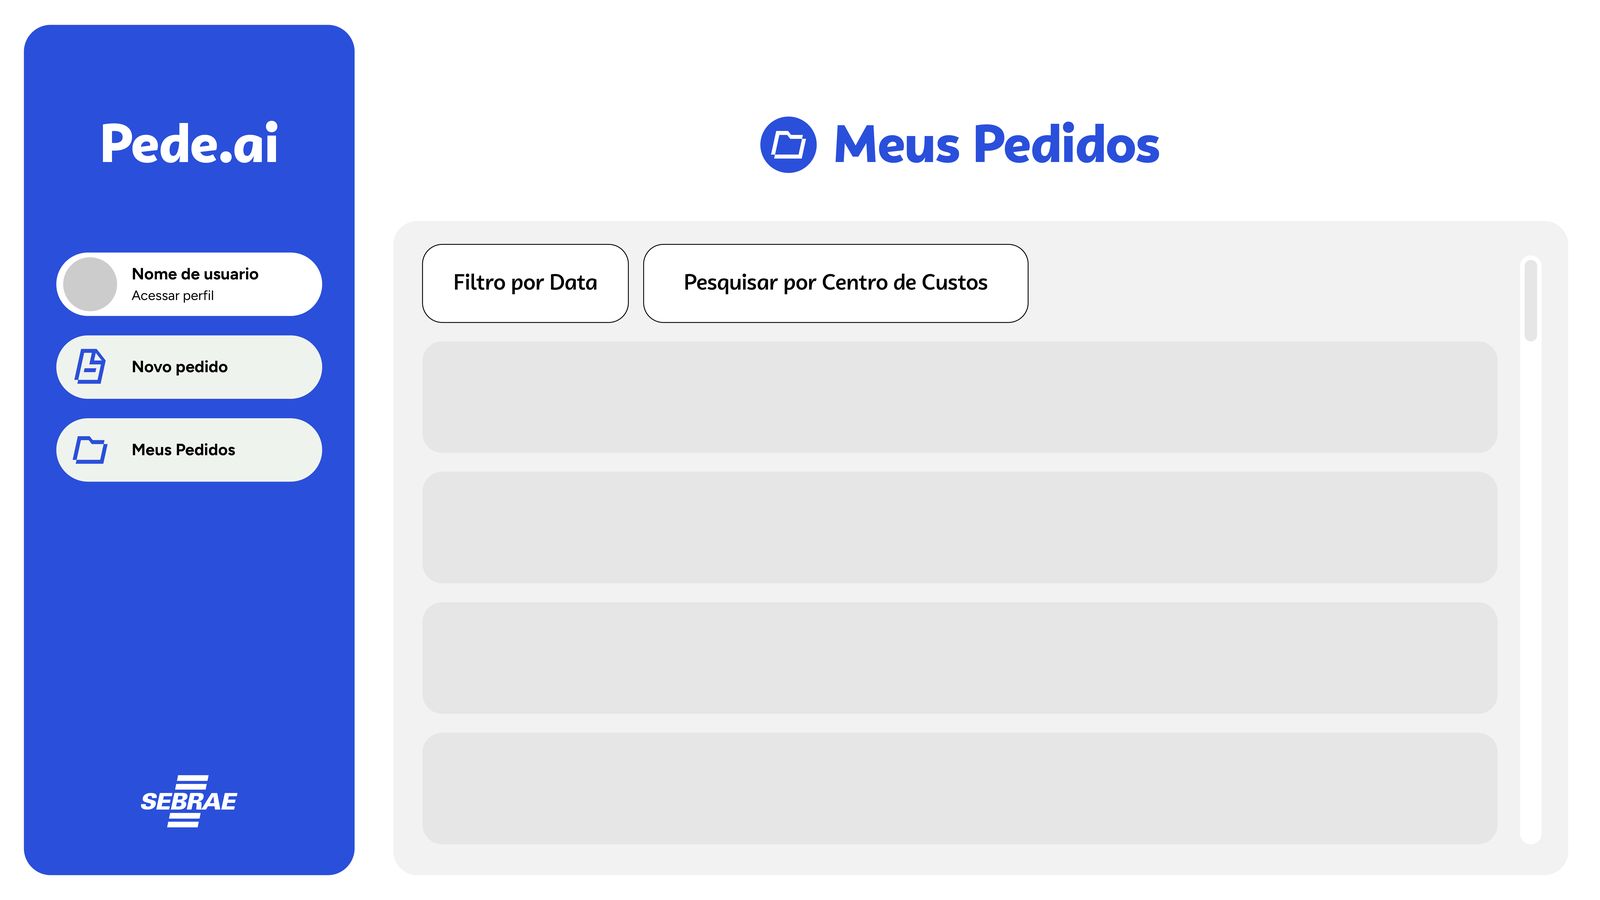 Pede.ai
Nome de usuario
Acessar perfil
Novo pedido
Meus Pedidos
SEBRAE
Meus Pedidos
Filtro por Data
Pesquisar por Centro de Custos